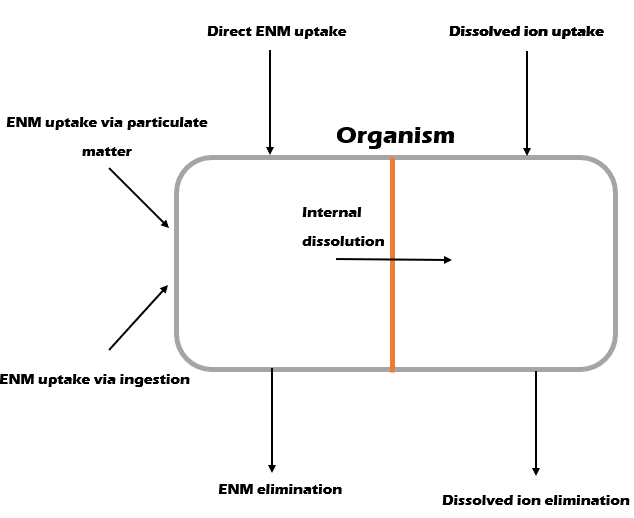 Direct ENM uptake
Dissolved ion uptake
ENM uptake via particulate
matter
Organism
Internal
dissolution
ENM uptake via ingestion
ENM elimination
Dissolved ion elimination